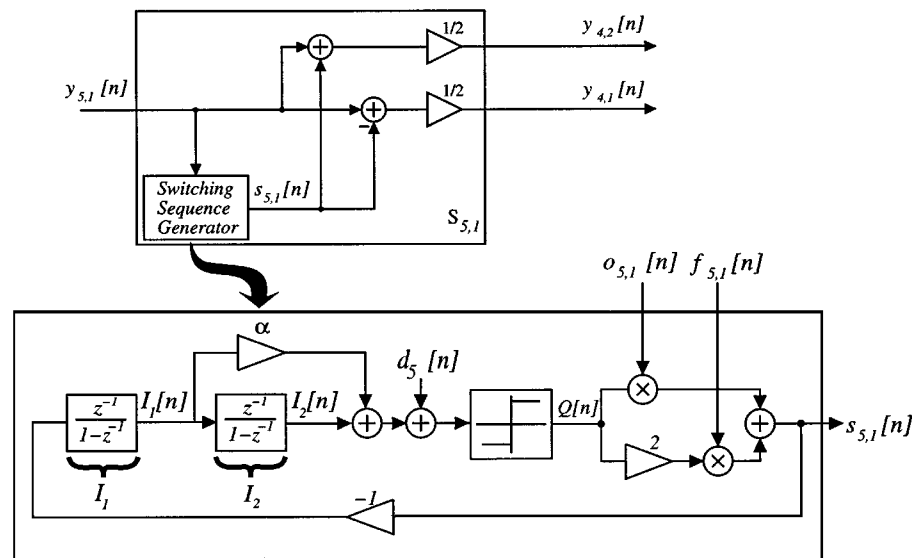 1/2
y4,2 [n]
y5,1 [n]
1/2
y4,1 [n]
−
Switching
Sequence
Generator
s5,1 [n]
S5,1
o5,1 [n] f5,1 [n]
α
d5 [n]
z⁻¹
1−z⁻¹
I1[n]
z⁻¹
1−z⁻¹
I2[n]
Q[n]
2
s5,1 [n]
I1
I2
−1